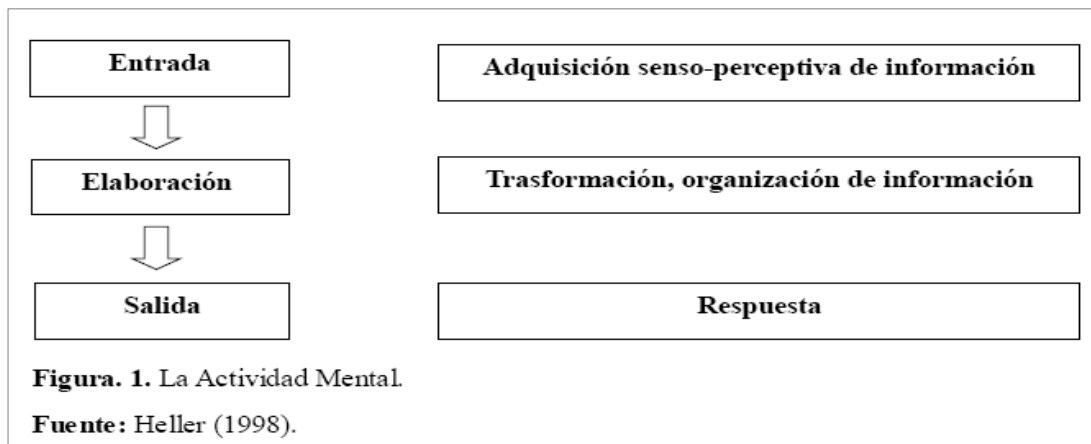 Entrada
Adquisición senso-perceptiva de información
Elaboración
Trasformación, organización de información
Salida
Respuesta
Figura. 1. La Actividad Mental.
Fuente: Heller (1998).